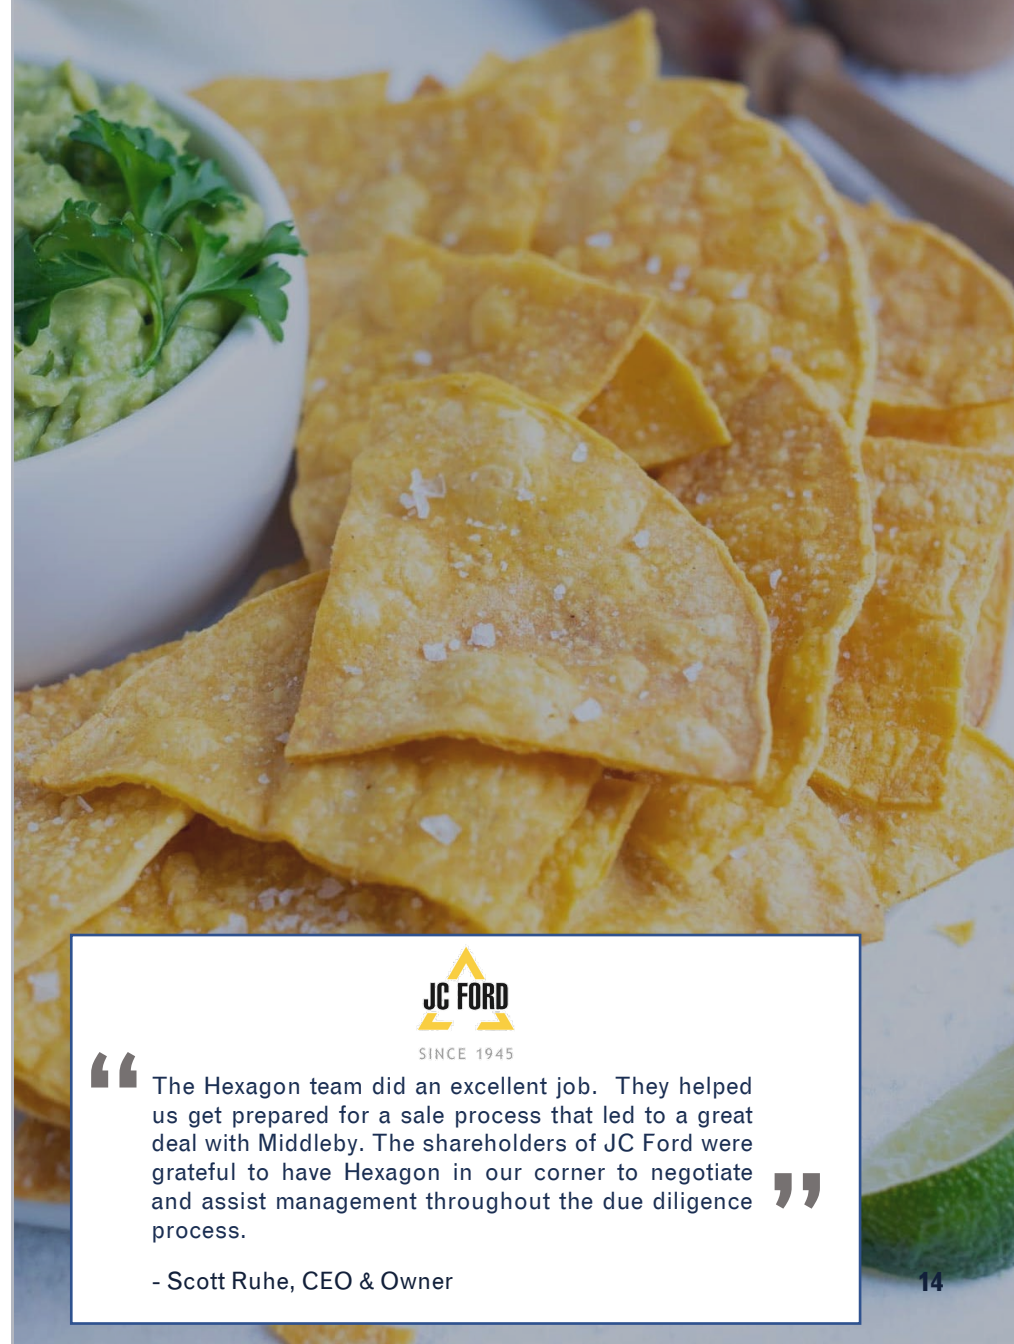 JC FORD
SINCE 1945
“
The Hexagon team did an excellent job.  They helped
us get prepared for a sale process that led to a great
deal with Middleby. The shareholders of JC Ford were
grateful to have Hexagon in our corner to negotiate
and assist management throughout the due diligence
process.
”
- Scott Ruhe, CEO & Owner
14